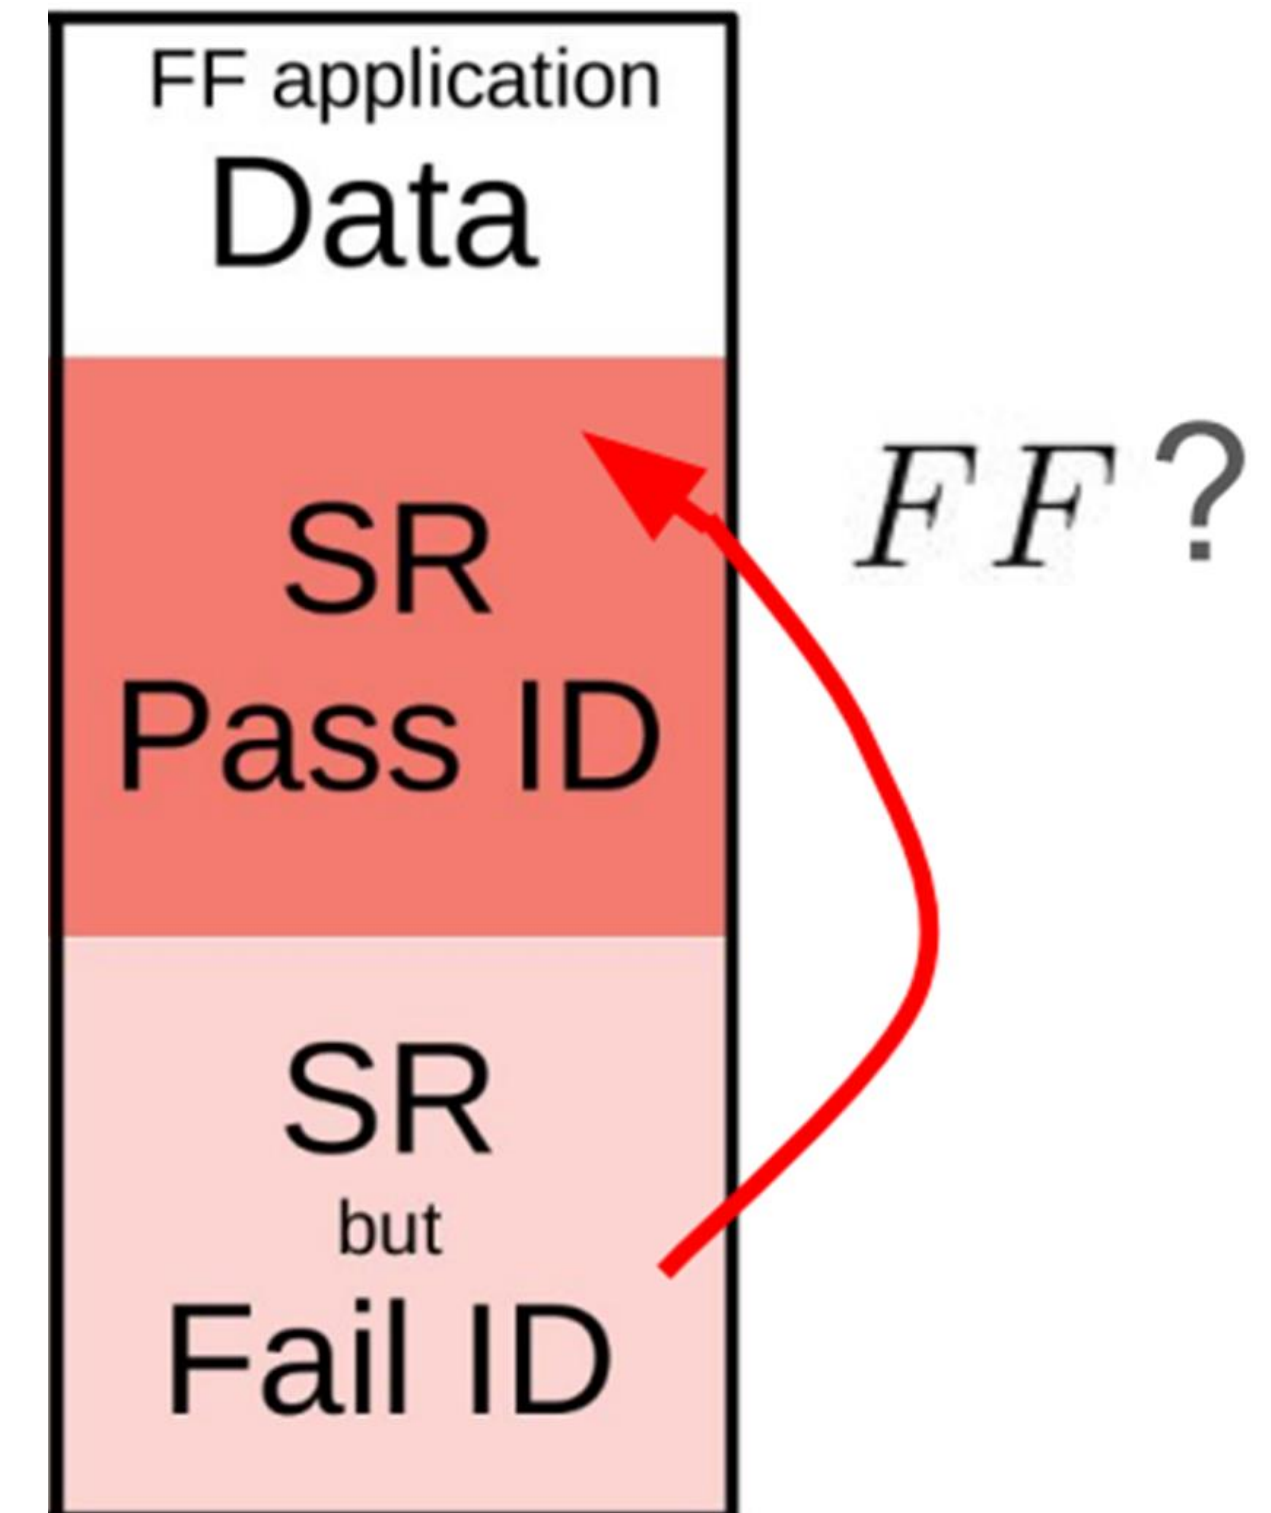 FF application
Data
SR
Pass ID
FF?
SR
but
Fail ID